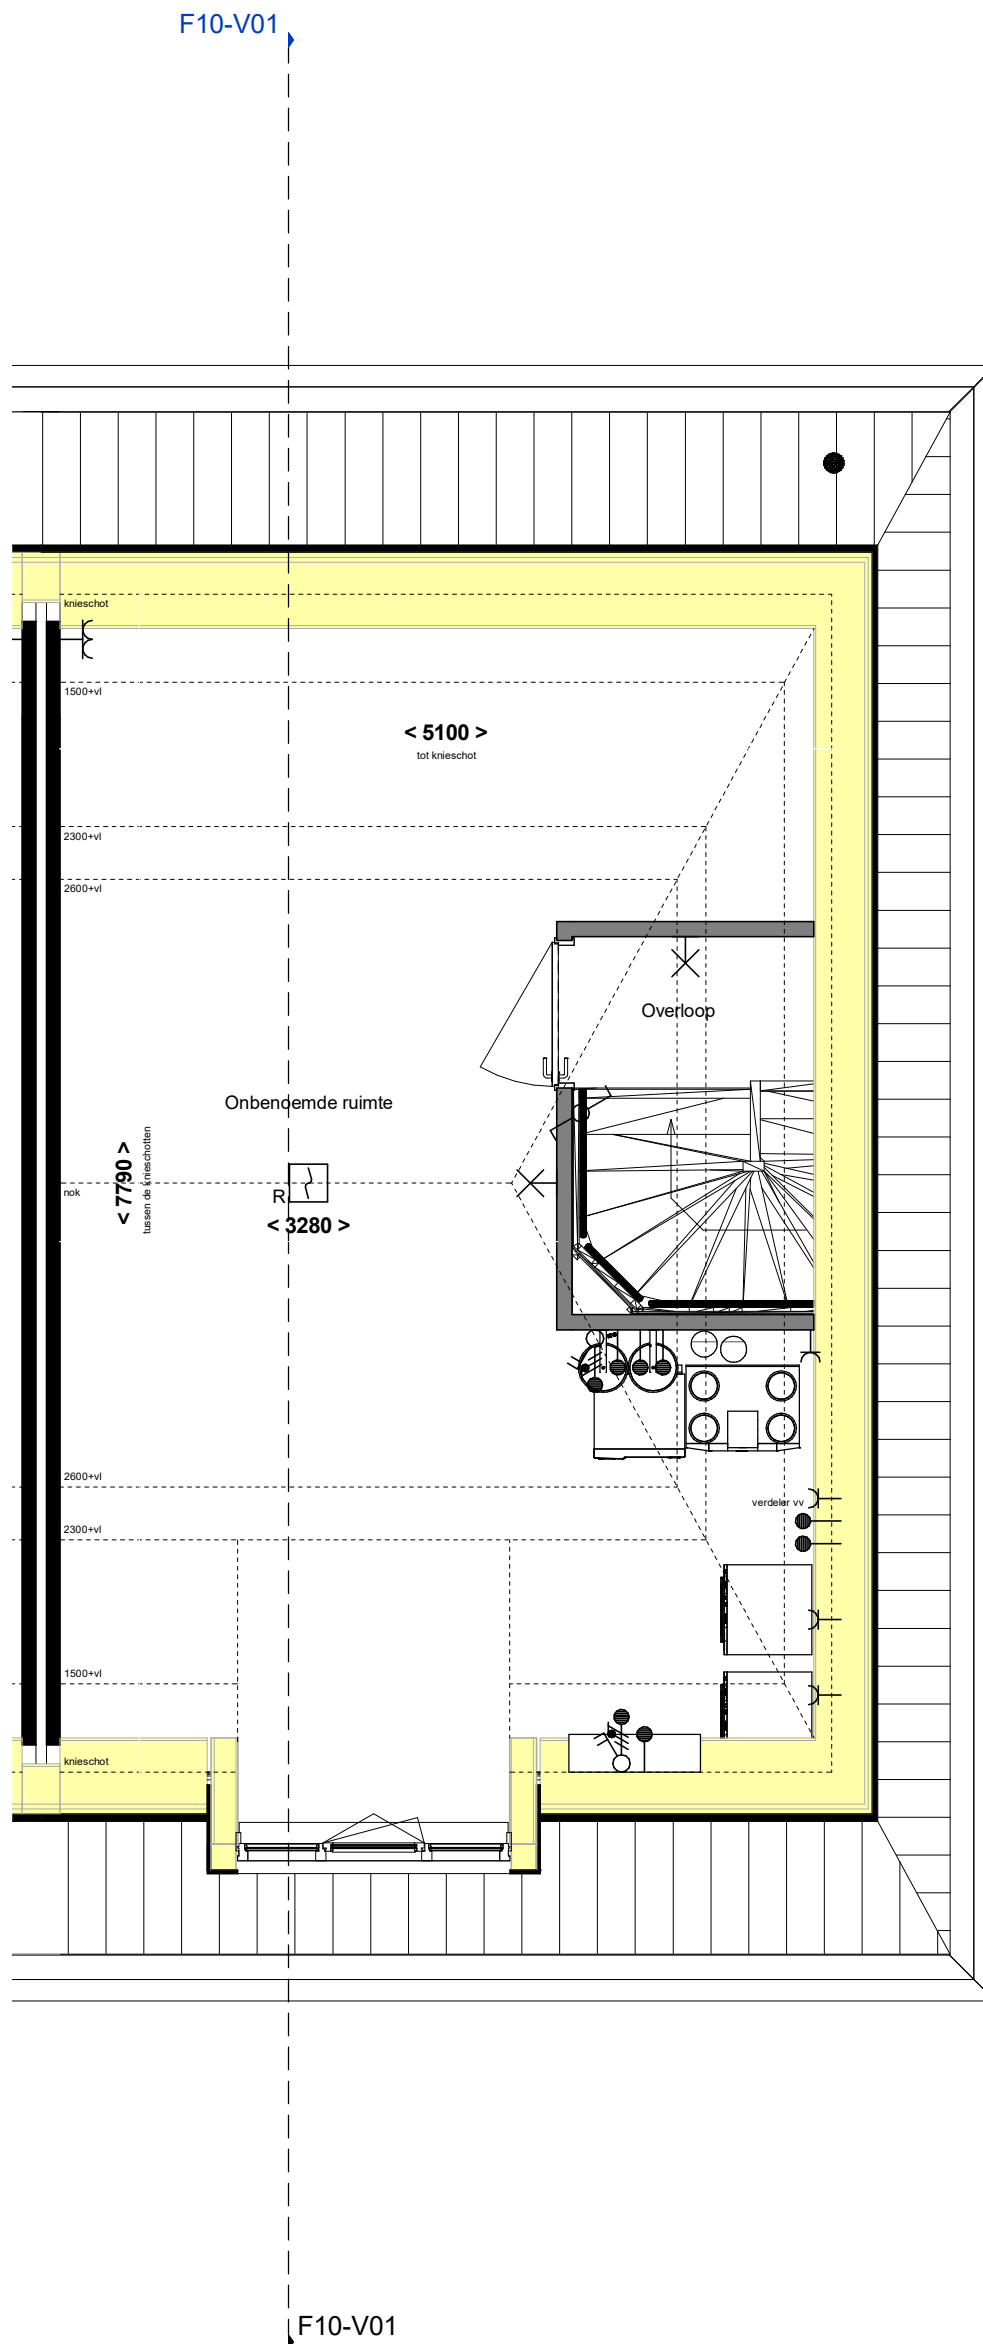 F10-V01
knieschot
1500+vl
< 5100 >
tot knieschot
2300+vl
2600+vl
Overloop
Onbenoemde ruimte
< 7790 >
tussen de knieschotten
nok
R
< 3280 >
2600+vl
verdeler vv
2300+vl
1500+vl
knieschot
F10-V01